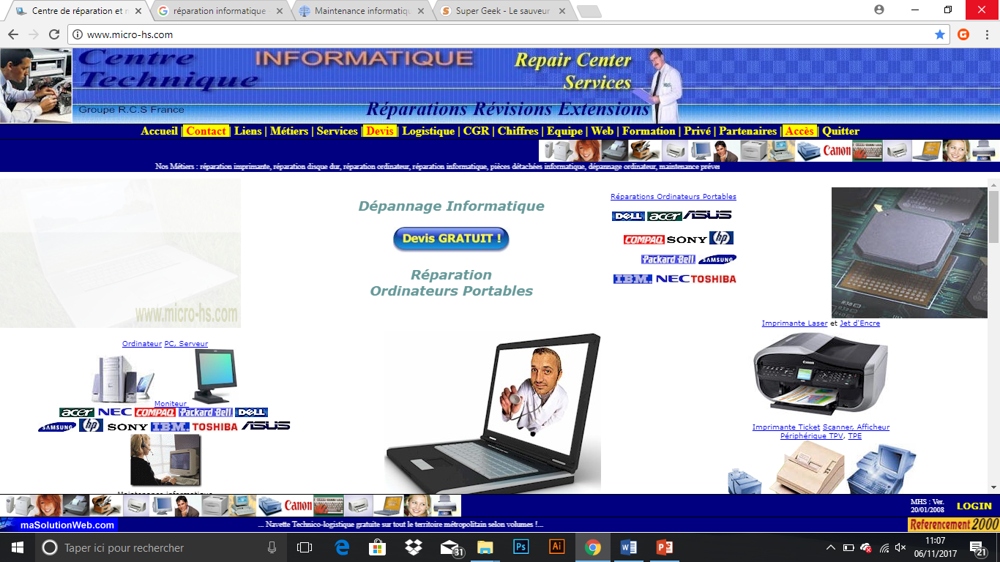 Centre de réparation et m
réparation informatique -
Maintenance informatiqu
Super Geek - Le sauveur
www.micro-hs.com
Centre
Technique
INFORMATIQUE
Repair Center
Services
Groupe R.C.S France
Réparations Révisions Extensions
Accueil | Contact | Liens | Métiers | Services | Devis | Logistique | CGR | Chiffres | Equipe | Web | Formation | Privé | Partenaires | Accès | Quitter
Canon
Nos Métiers : réparation imprimante, réparation disque dur, réparation ordinateur, réparation informatique, pièces détachées informatique, dépannage ordinateur, maintenance préver
www.micro-hs.com
Dépannage Informatique
Devis GRATUIT !
Réparation
Ordinateurs Portables
Réparations Ordinateurs Portables
DELL acer ASUS
COMPAQ SONY hp
Packard Bell SAMSUNG
IBM. NEC TOSHIBA
COMPAQ
Imprimante Laser et Jet d'Encre
Ordinateur PC, Serveur
Moniteur
acer NEC COMPAQ Packard Bell DELL
SAMSUNG hp SONY IBM. TOSHIBA ASUS
Maintenance informatique
Canon
Imprimante Ticket Scanner, Afficheur
Périphérique TPV, TPE
Canon
MHS : Ver.
20/01/2008
LOGIN
maSolutionWeb.com
... Navette Technico-logistique gratuite sur tout le territoire métropolitain selon volumes !...
Referencement 2000
Taper ici pour rechercher
31
Ps
Ai
11:07
06/11/2017
21